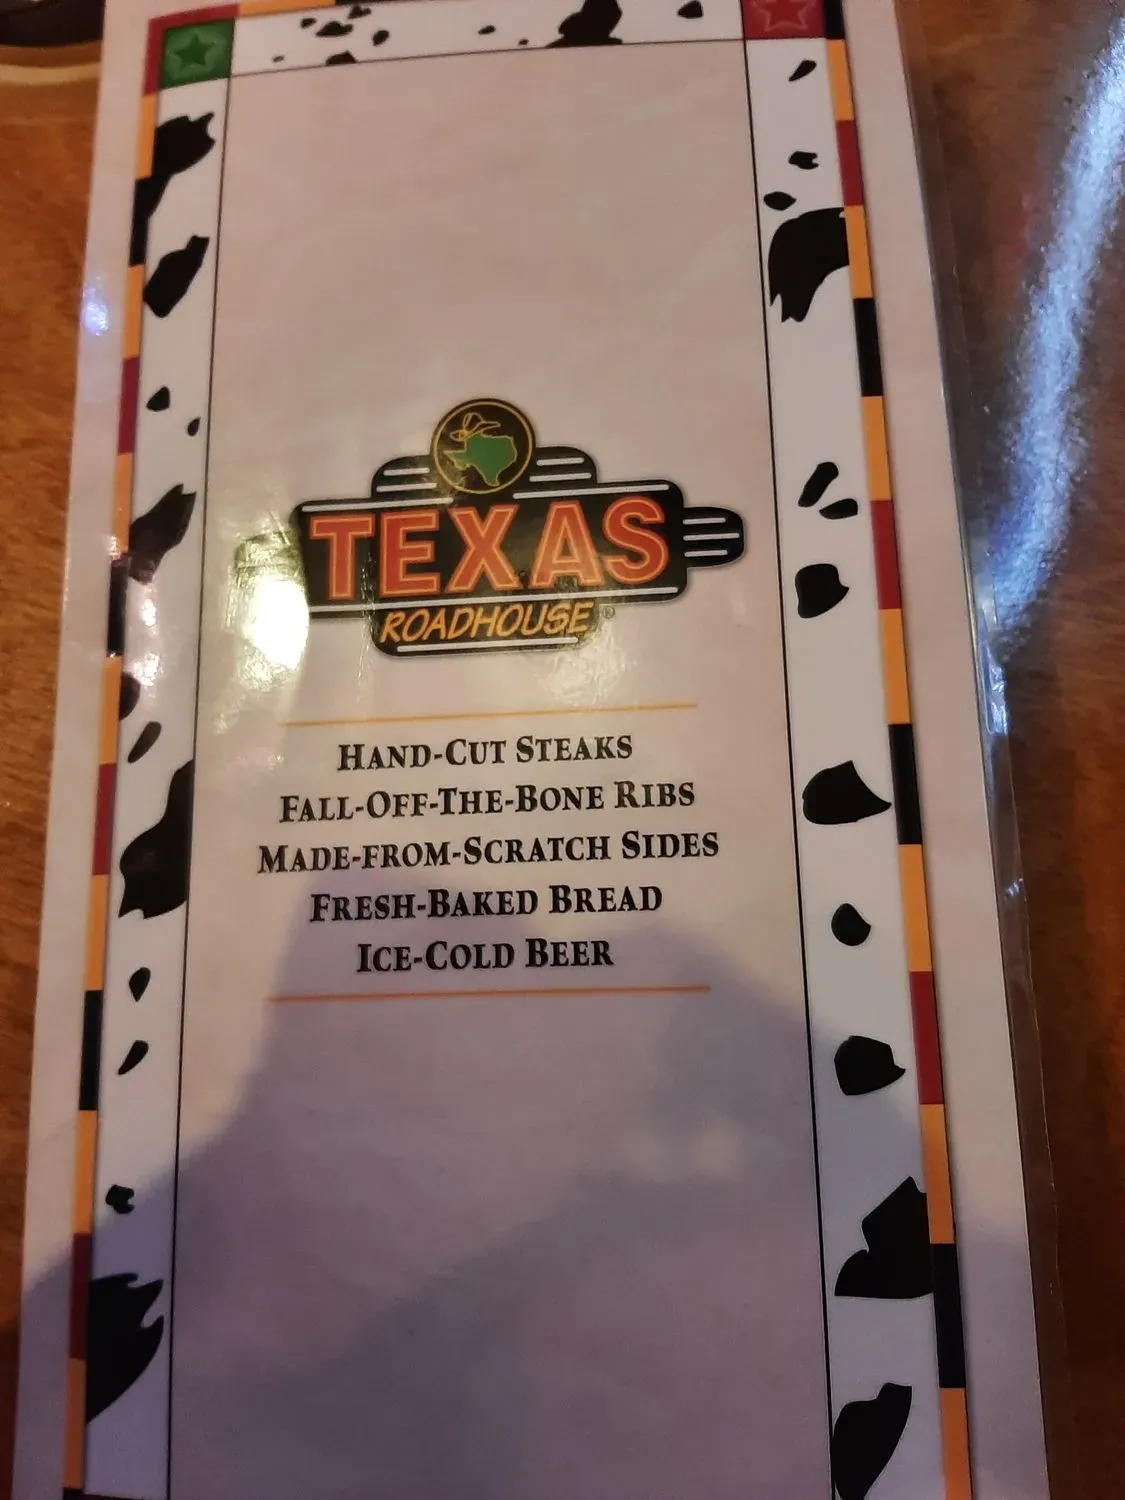 TEXAS
ROADHOUSE®
HAND-CUT STEAKS
FALL-OFF-THE-BONE RIBS
MADE-FROM-SCRATCH SIDES
FRESH-BAKED BREAD
ICE-COLD BEER